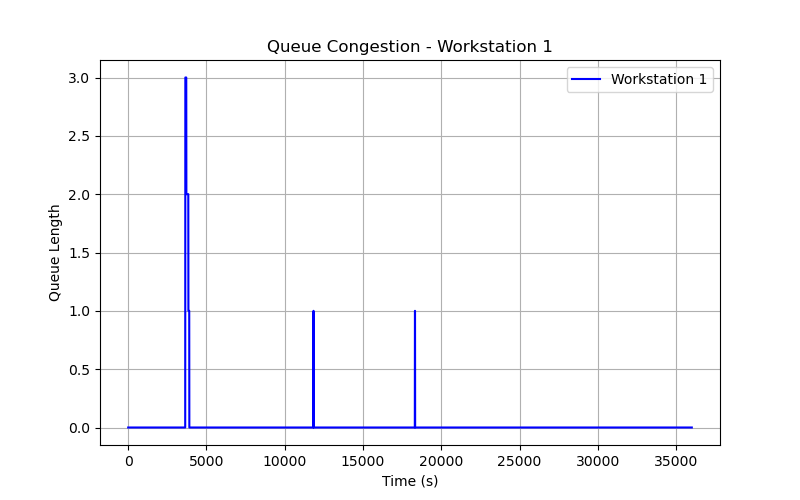 Queue Congestion - Workstation 1
Workstation 1
3.0
2.5
2.0
1.5
1.0
0.5
0.0
Queue Length
0 5000 10000 15000 20000 25000 30000 35000
Time (s)